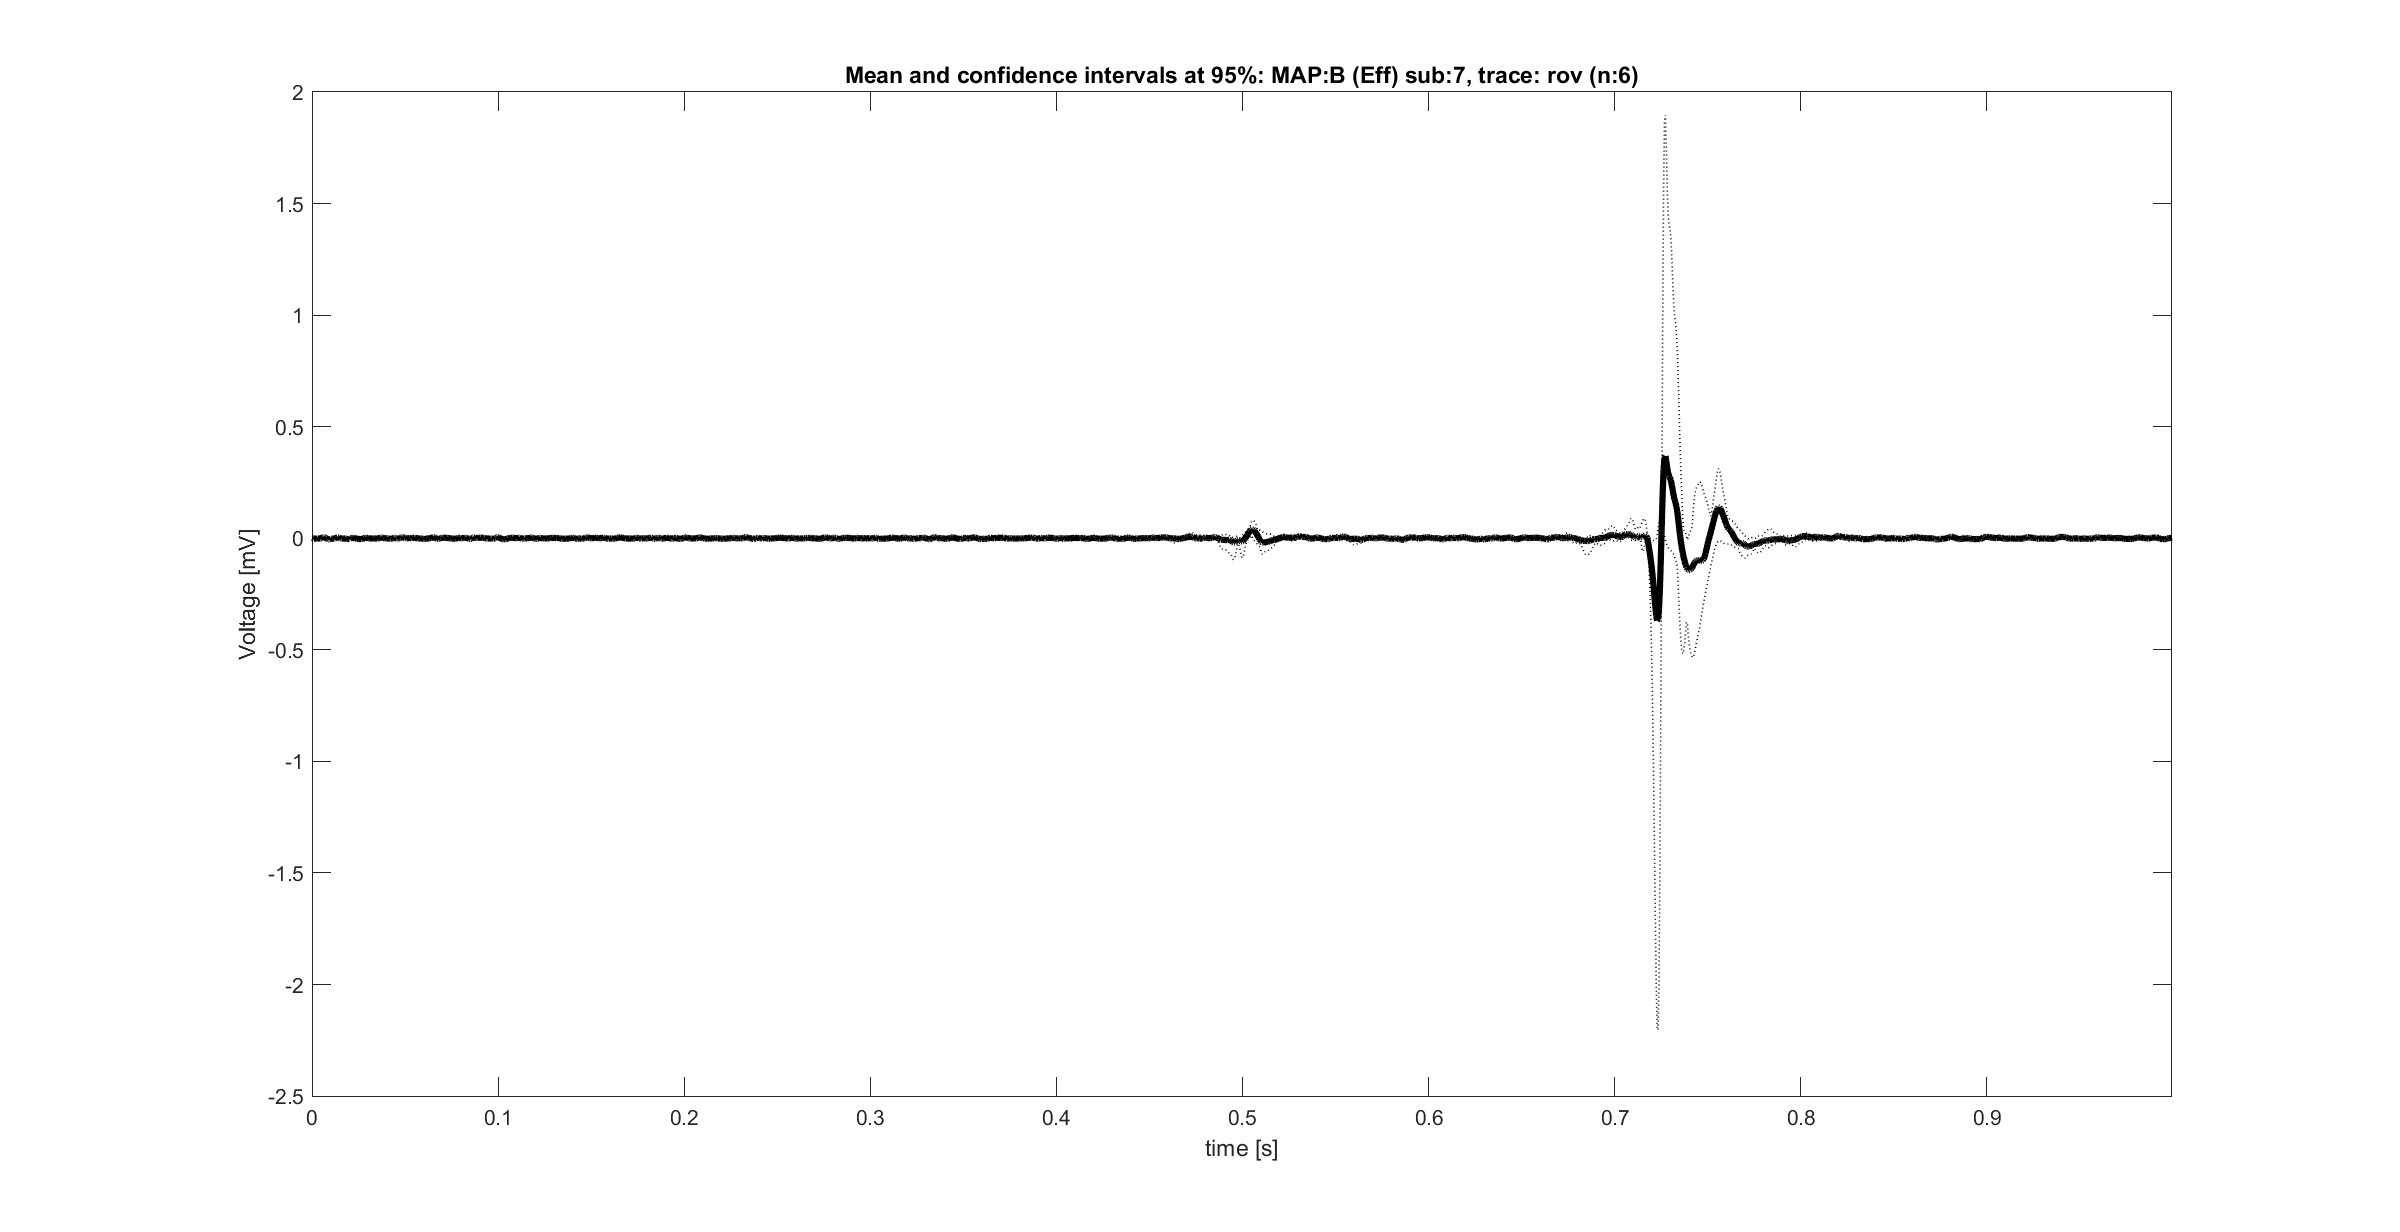 Mean and confidence intervals at 95%: MAP:B (Eff) sub:7, trace: rov (n:6)
2
1.5
1
0.5
0
-0.5
-1
-1.5
-2
-2.5
Voltage [mV]
0 0.1 0.2 0.3 0.4 0.5 0.6 0.7 0.8 0.9
time [s]